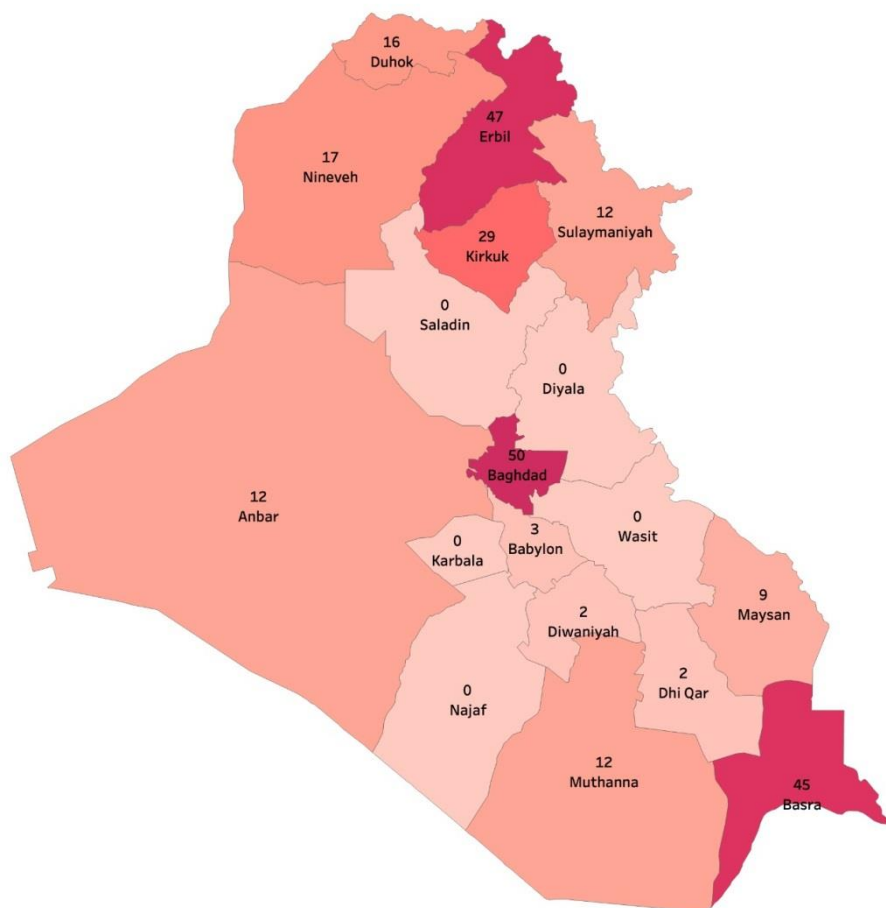 16
Duhok
47
Erbil
17
Nineveh
12
Sulaymaniyah
29
Kirkuk
0
Saladin
0
Diyala
50
Baghdad
12
Anbar
0
Wasit
3
Babylon
0
Karbala
9
Maysan
2
Diwaniyah
2
Dhi Qar
0
Najaf
12
Muthanna
45
Basra